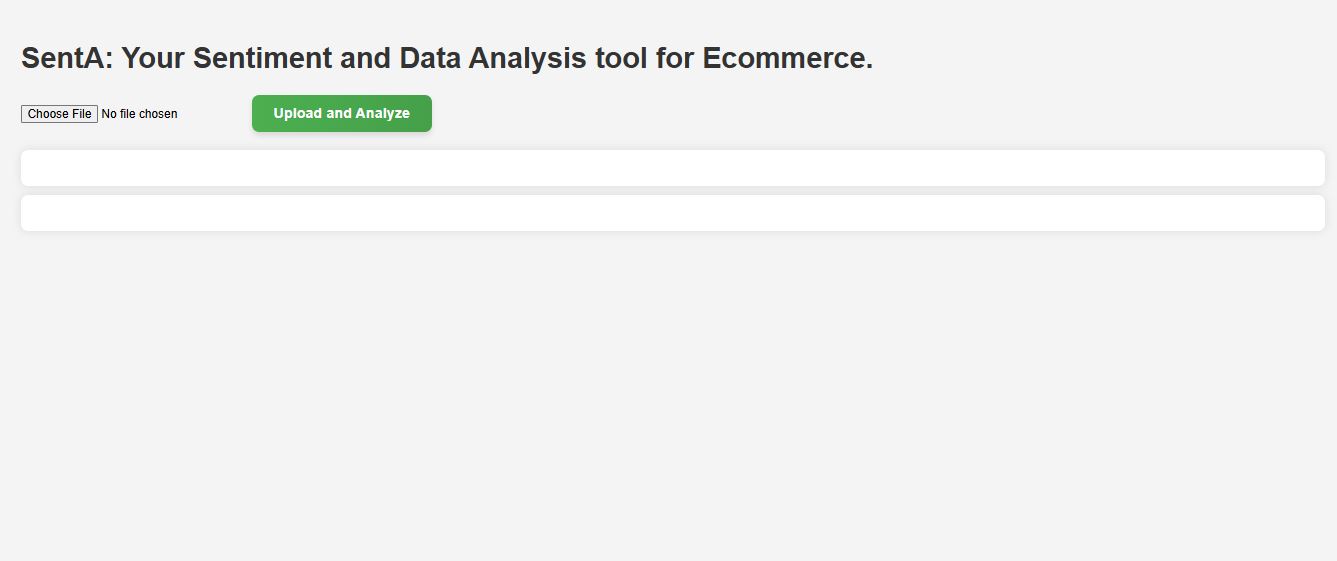 SentA: Your Sentiment and Data Analysis tool for Ecommerce.
Choose File No file chosen Upload and Analyze